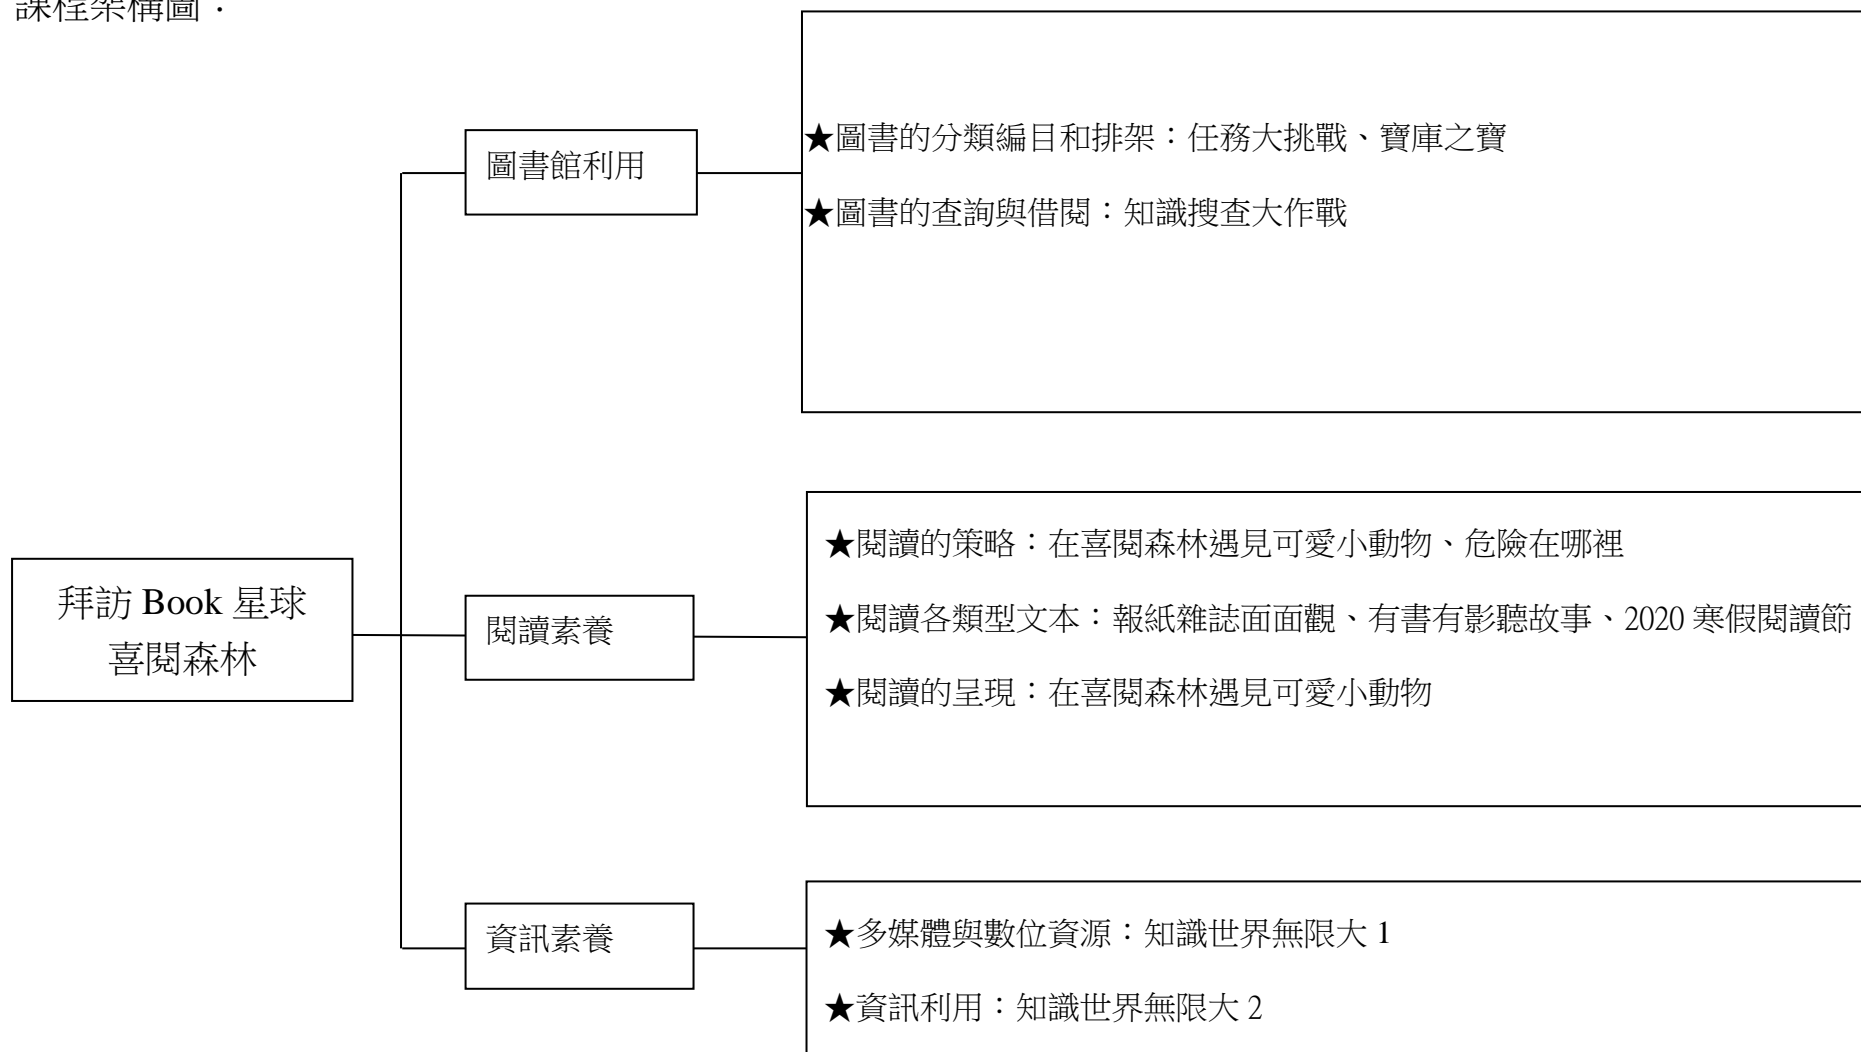 課程架構圖：
圖書館利用
★圖書的分類編目和排架：任務大挑戰、寶庫之寶
★圖書的查詢與借閱：知識搜查大作戰
拜訪 Book 星球
喜閱森林
閱讀素養
★閱讀的策略：在喜閱森林遇見可愛小動物、危險在哪裡
★閱讀各類型文本：報紙雜誌面面觀、有書有影聽故事、2020 寒假閱讀節
★閱讀的呈現：在喜閱森林遇見可愛小動物
資訊素養
★多媒體與數位資源：知識世界無限大 1
★資訊利用：知識世界無限大 2